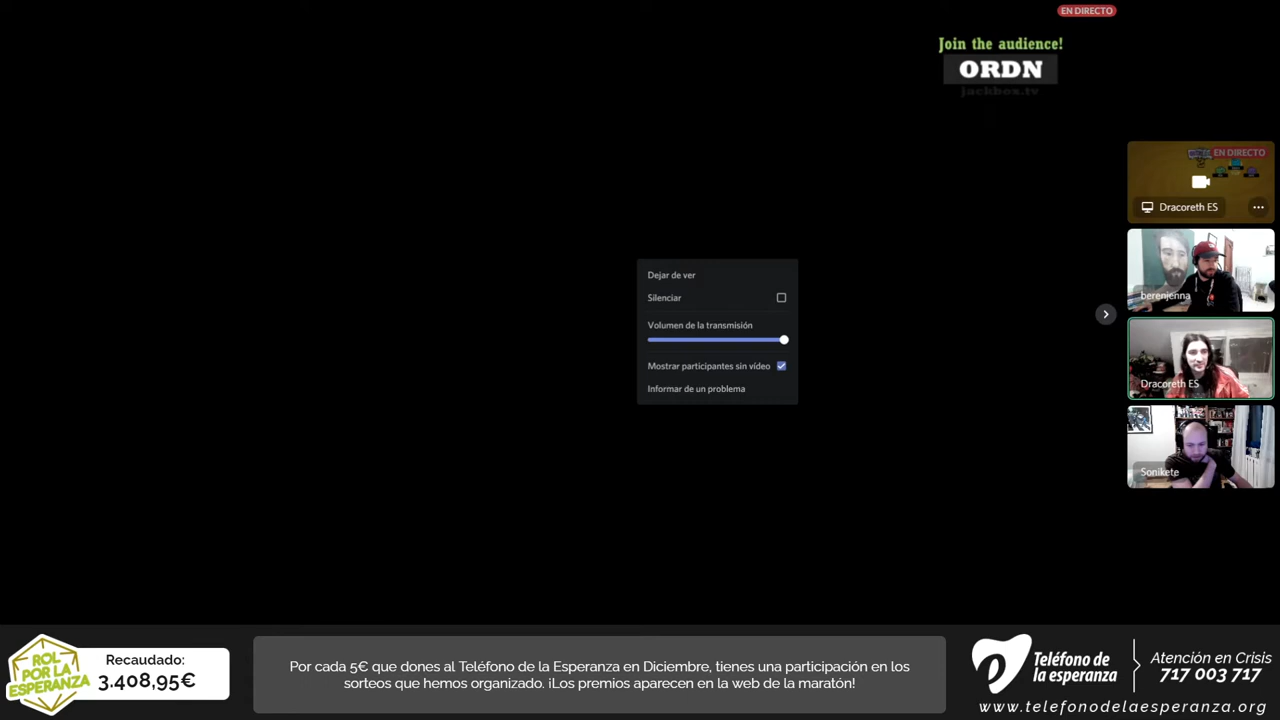 EN DIRECTO
Join the audience!
ORDN
jackbox.tv
EN DIRECTO
Dracoreth ES
berenjenna
Dracoreth ES
Sonikete
Dejar de ver
Silenciar
Volumen de la transmisión
Mostrar participantes sin vídeo
Informar de un problema
ROL
POR LA
ESPERANZA
Recaudado:
3.408,95€
Por cada 5€ que dones al Teléfono de la Esperanza en Diciembre, tienes una participación en los
sorteos que hemos organizado. ¡Los premios aparecen en la web de la maratón!
Teléfono de
la esperanza
Atención en Crisis
717 003 717
www.telefonodelaesperanza.org